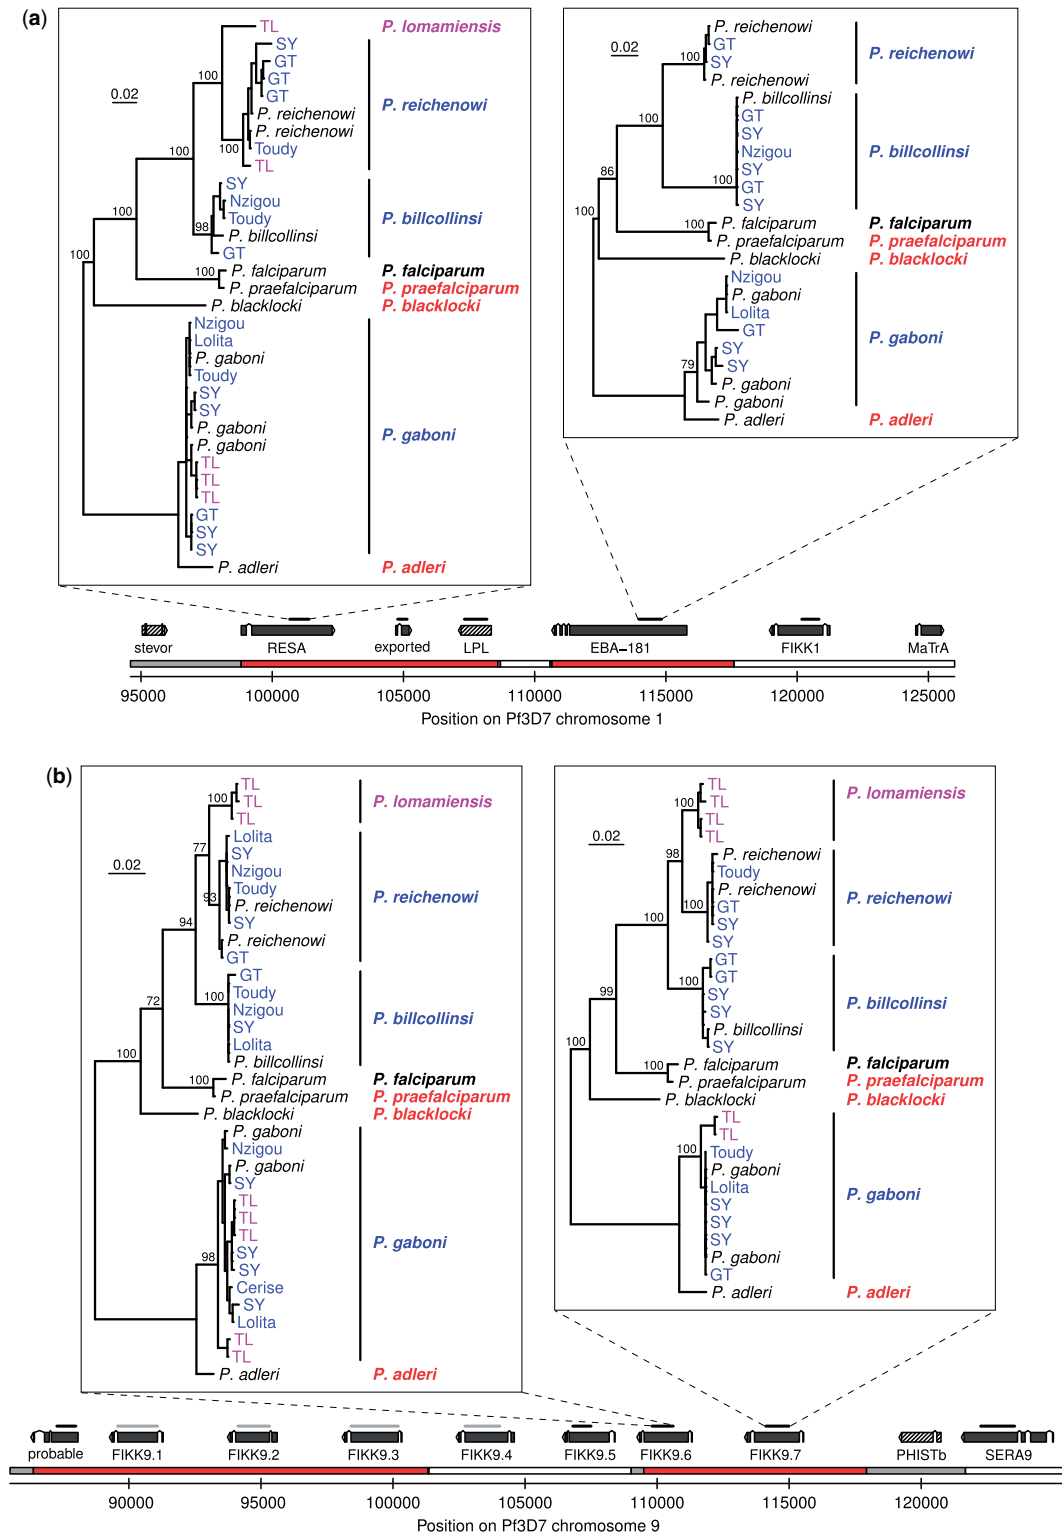 (a)
TL P. lomamiensis
SY
GT
GT
GT
P. reichenowi
P. reichenowi
P. reichenowi
Toudy
TL
SY
Nzigou
Toudy
P. billcollinsi
P. billcollinsi
GT
P. falciparum P. falciparum
P. praefalciparum P. praefalciparum
P. blacklocki P. blacklocki
Nzigou
Lolita
P. gaboni
Toudy
SY
SY
P. gaboni
P. gaboni
P. gaboni
TL
TL
TL
GT
SY
SY
P. adleri P. adleri
0.02
100
100
100
100
98
100
100
P. reichenowi
GT
SY
P. reichenowi
P. reichenowi
P. billcollinsi
GT
SY
Nzigou
P. billcollinsi
SY
GT
SY
P. falciparum P. falciparum
P. praefalciparum P. praefalciparum
P. blacklocki P. blacklocki
Nzigou
P. gaboni
Lolita
GT
P. gaboni
SY
SY
P. gaboni
P. gaboni
P. adleri P. adleri
0.02
100
100
100
86
100
100
79
stevor RESA exported LPL EBA−181 FIKK1 MaTrA
95000 100000 105000 110000 115000 120000 125000
Position on Pf3D7 chromosome 1
(b)
TL
TL
TL
P. lomamiensis
Lolita
SY
Nzigou
Toudy
P. reichenowi
P. reichenowi
SY
P. reichenowi
GT
GT
Toudy
Nzigou
P. billcollinsi
SY
Lolita
P. billcollinsi
P. falciparum P. falciparum
P. praefalciparum P. praefalciparum
P. blacklocki P. blacklocki
P. gaboni
Nzigou
P. gaboni
SY
TL
TL
TL
P. gaboni
SY
SY
Cerise
SY
Lolita
TL
TL
P. adleri P. adleri
0.02
100
77
93
94
100
72
100
100
98
TL
TL
TL
TL
P. lomamiensis
P. reichenowi
Toudy
P. reichenowi
P. reichenowi
GT
SY
SY
GT
GT
SY
SY
P. billcollinsi
P. billcollinsi
SY
P. falciparum P. falciparum
P. praefalciparum P. praefalciparum
P. blacklocki P. blacklocki
TL
TL
Toudy
P. gaboni
Lolita
P. gaboni
SY
SY
SY
P. gaboni
GT
P. adleri P. adleri
0.02
100
98
100
100
100
99
100
100
100
probable FIKK9.1 FIKK9.2 FIKK9.3 FIKK9.4 FIKK9.5 FIKK9.6 FIKK9.7 PHISTb SERA9
90000 95000 100000 105000 110000 115000 120000
Position on Pf3D7 chromosome 9